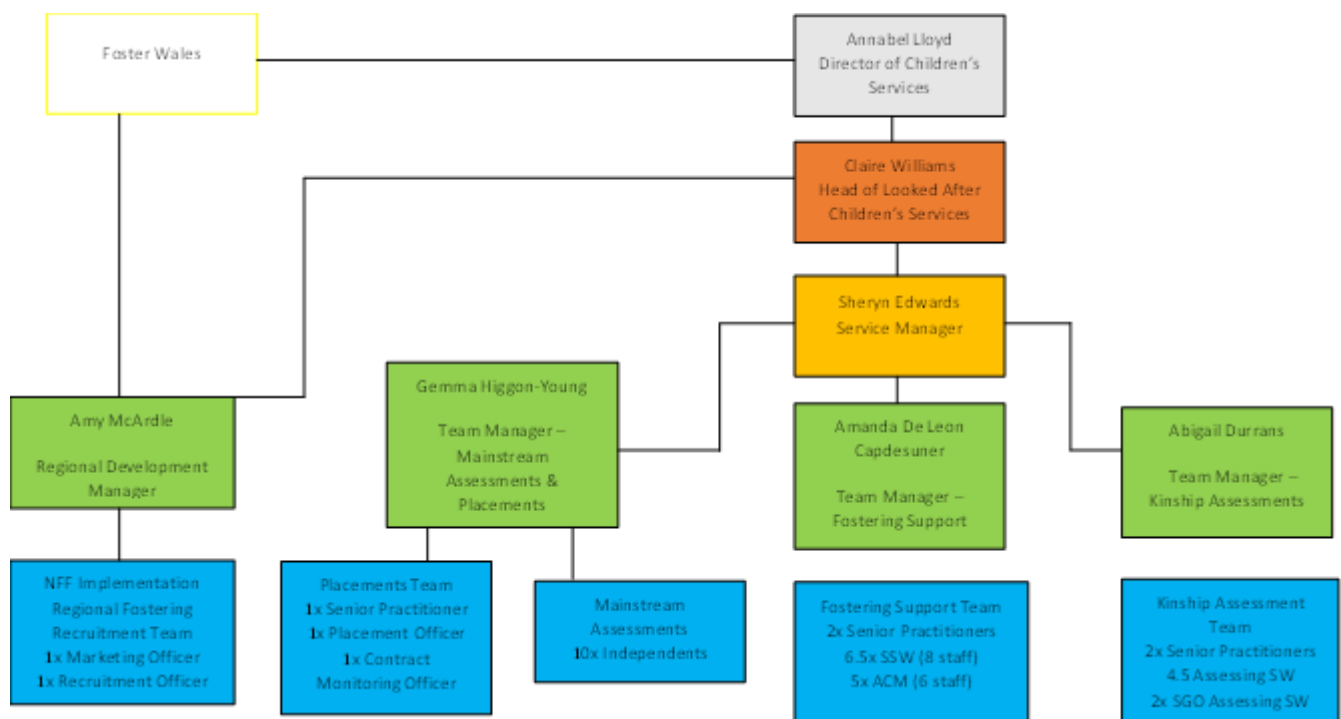 Foster Wales
Annabel Lloyd
Director of Children's
Services
Claire Williams
Head of Looked After
Children's Services
Sheryn Edwards
Service Manager
Gemma Higgon-Young
Team Manager –
Mainstream
Assessments &
Placements
Amy McArdle
Regional Development
Manager
Amanda De Leon
Capdesuner
Team Manager –
Fostering Support
Abigail Durrans
Team Manager –
Kinship Assessments
NFF Implementation
Regional Fostering
Recruitment Team
1x Marketing Officer
1x Recruitment Officer
Placements Team
1x Senior Practitioner
1x Placement Officer
1x Contract
Monitoring Officer
Mainstream
Assessments
10x Independents
Fostering Support Team
2x Senior Practitioners
6.5x SSW (8 staff)
5x ACM (6 staff)
Kinship Assessment
Team
2x Senior Practitioners
4.5 Assessing SW
2x SGO Assessing SW